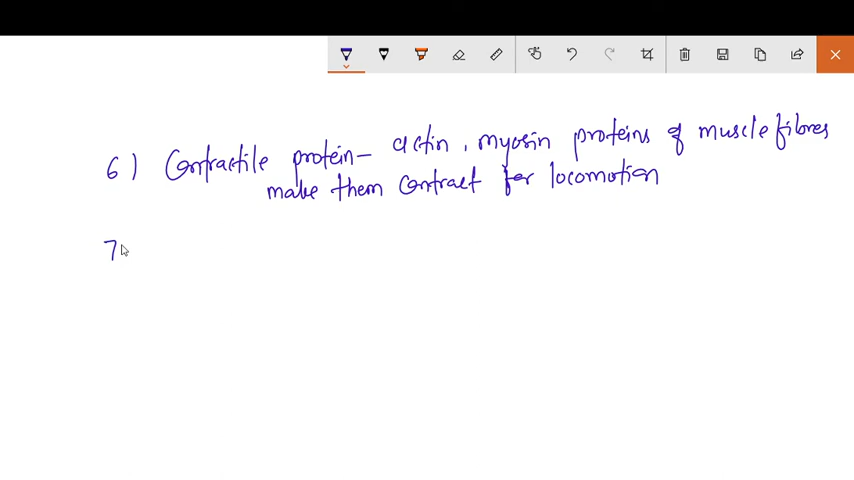 6) Contractile protein- actin, myosin proteins of muscle fibres
make them contract for locomotion
7